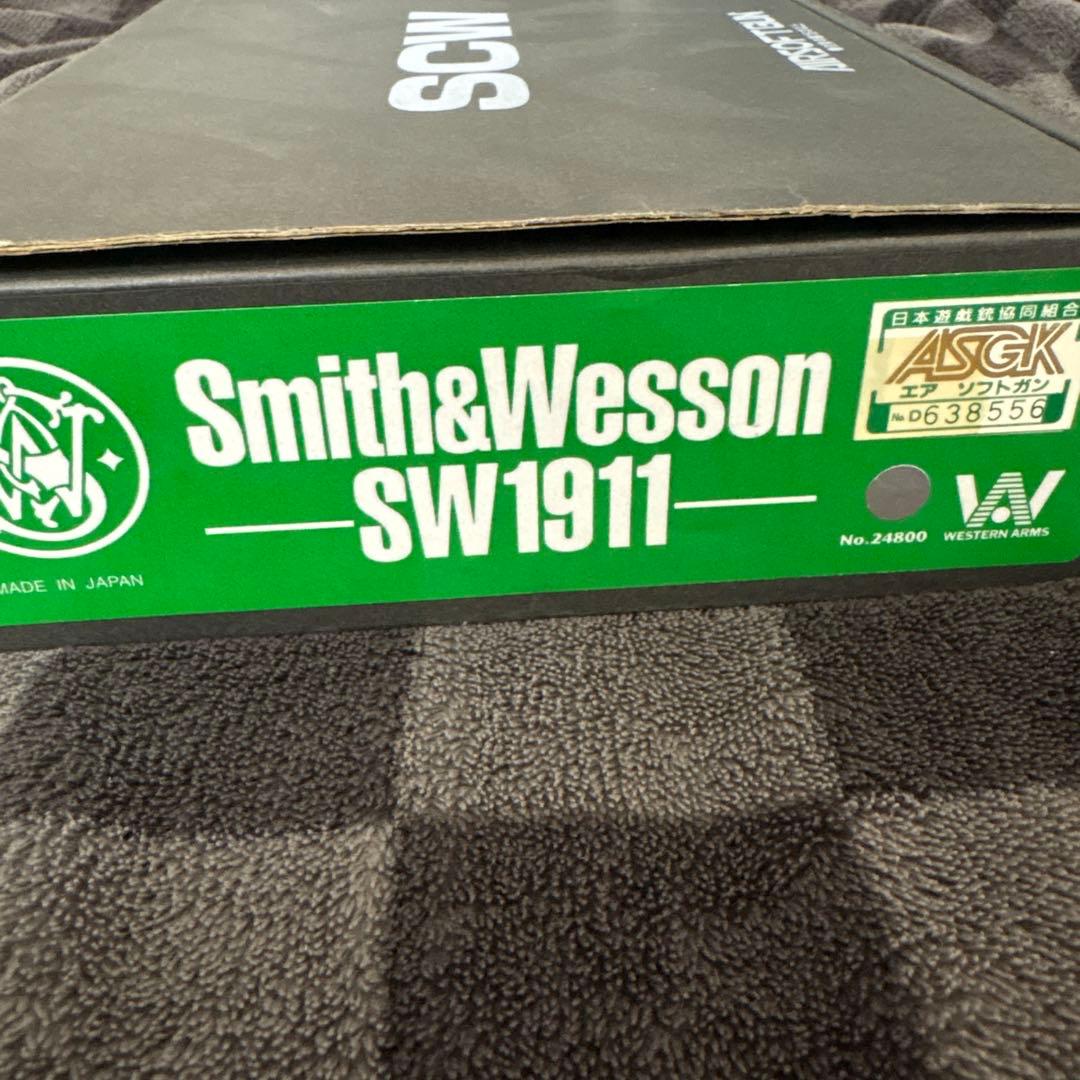 SCW
Smith&Wesson
SW1911
MADE IN JAPAN
日本遊戯銃協同組合
ASGK
エア ソフトガン
No.D638556
No.24800
WESTERN ARMS